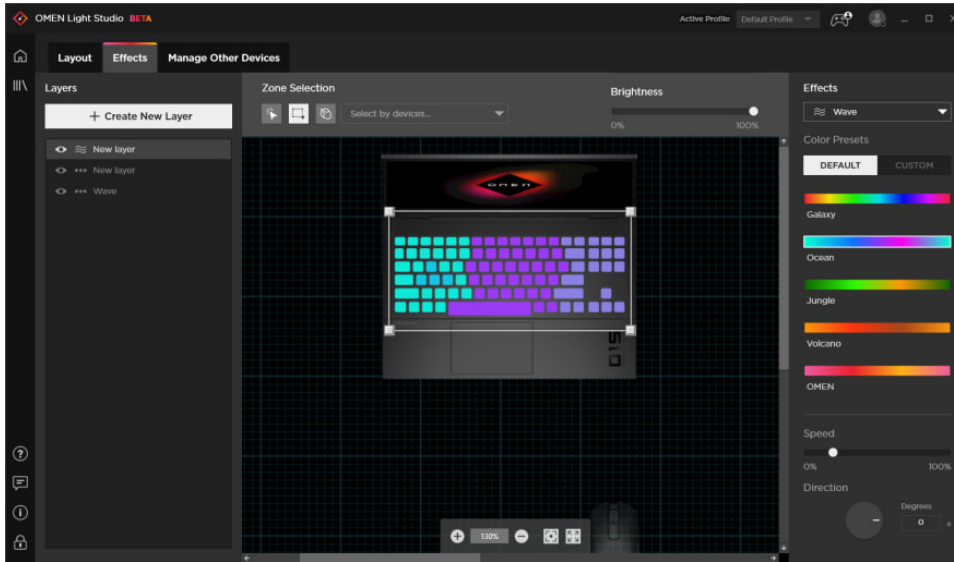 OMEN Light Studio BETA
Active Profile Default Profile
Layout Effects Manage Other Devices
Layers
+ Create New Layer
New layer
New layer
Wave
Zone Selection
Select by devices...
Brightness
0% 100%
OMEN
015
130%
Effects
Wave
Color Presets
DEFAULT CUSTOM
Galaxy
Ocean
Jungle
Volcano
OMEN
Speed
0% 100%
Direction
Degrees
0 °